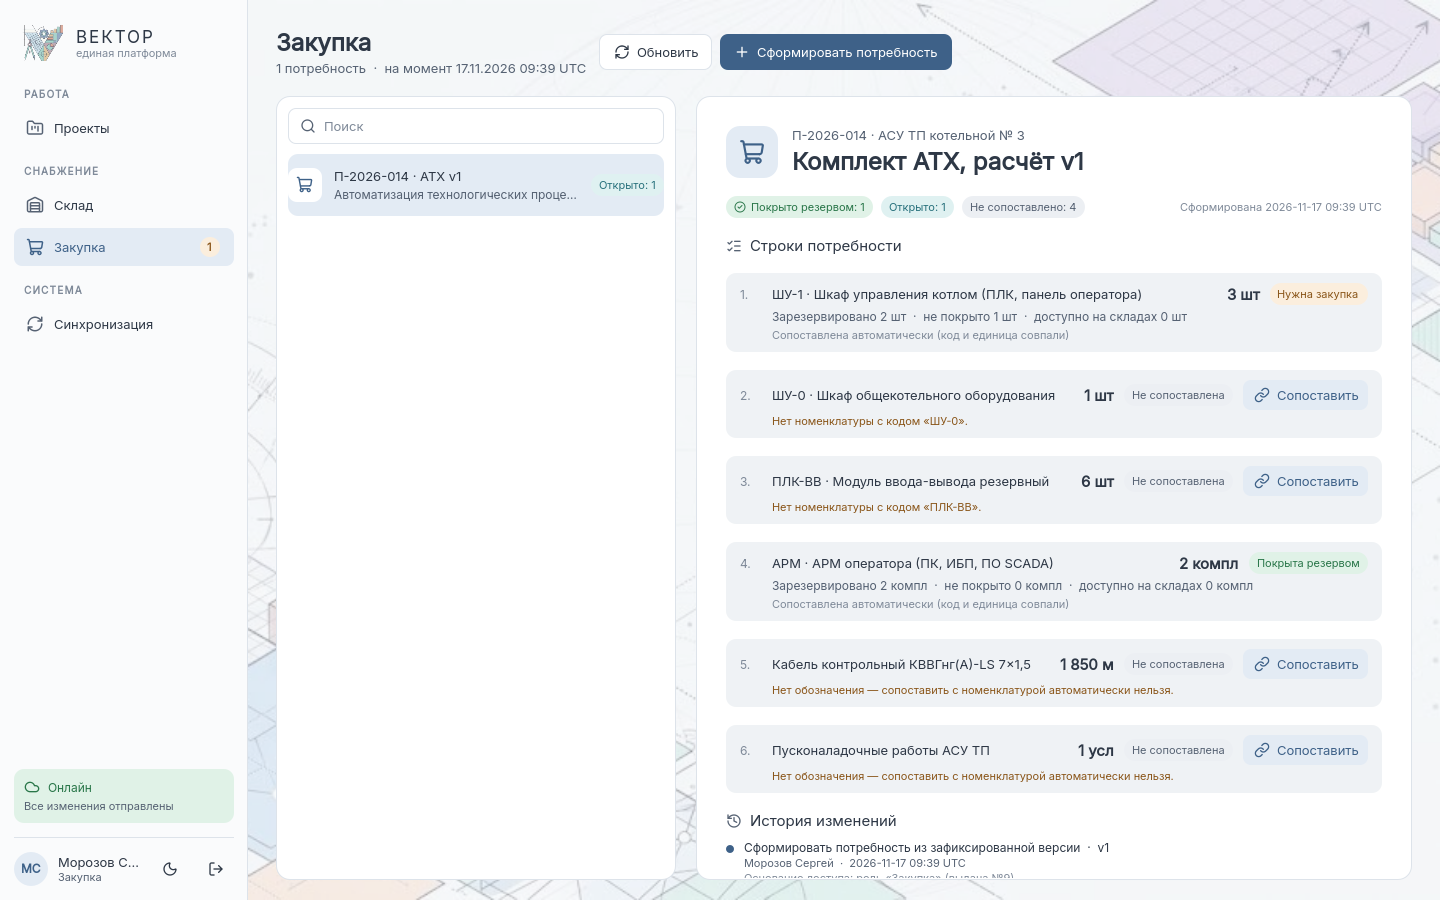 ВЕКТОР
единая платформа
РАБОТА
Проекты
СНАБЖЕНИЕ
Склад
Закупка
1
СИСТЕМА
Синхронизация
Онлайн
Все изменения отправлены
МС
Морозов С...
Закупка
Закупка
1 потребность · на момент 17.11.2026 09:39 UTC
Обновить
Сформировать потребность
Поиск
П-2026-014 · АТХ v1
Автоматизация технологических проце...
Открыто: 1
П-2026-014 · АСУ ТП котельной № 3
Комплект АТХ, расчёт v1
Покрыто резервом: 1
Открыто: 1
Не сопоставлено: 4
Сформирована 2026-11-17 09:39 UTC
Строки потребности
1. ШУ-1 · Шкаф управления котлом (ПЛК, панель оператора) 3 шт Нужна закупка
Зарезервировано 2 шт · не покрыто 1 шт · доступно на складах 0 шт
Сопоставлена автоматически (код и единица совпали)
2. ШУ-0 · Шкаф общекотельного оборудования 1 шт Не сопоставлена Сопоставить
Нет номенклатуры с кодом «ШУ-0».
3. ПЛК-ВВ · Модуль ввода-вывода резервный 6 шт Не сопоставлена Сопоставить
Нет номенклатуры с кодом «ПЛК-ВВ».
4. АРМ · АРМ оператора (ПК, ИБП, ПО SCADA) 2 компл Покрыта резервом
Зарезервировано 2 компл · не покрыто 0 компл · доступно на складах 0 компл
Сопоставлена автоматически (код и единица совпали)
5. Кабель контрольный КВВГнг(А)-LS 7×1,5 1 850 м Не сопоставлена Сопоставить
Нет обозначения — сопоставить с номенклатурой автоматически нельзя.
6. Пусконаладочные работы АСУ ТП 1 усл Не сопоставлена Сопоставить
Нет обозначения — сопоставить с номенклатурой автоматически нельзя.
История изменений
Сформировать потребность из зафиксированной версии · v1
Морозов Сергей · 2026-11-17 09:39 UTC
Основание доступа: роль «Закупка» (выдача №9)